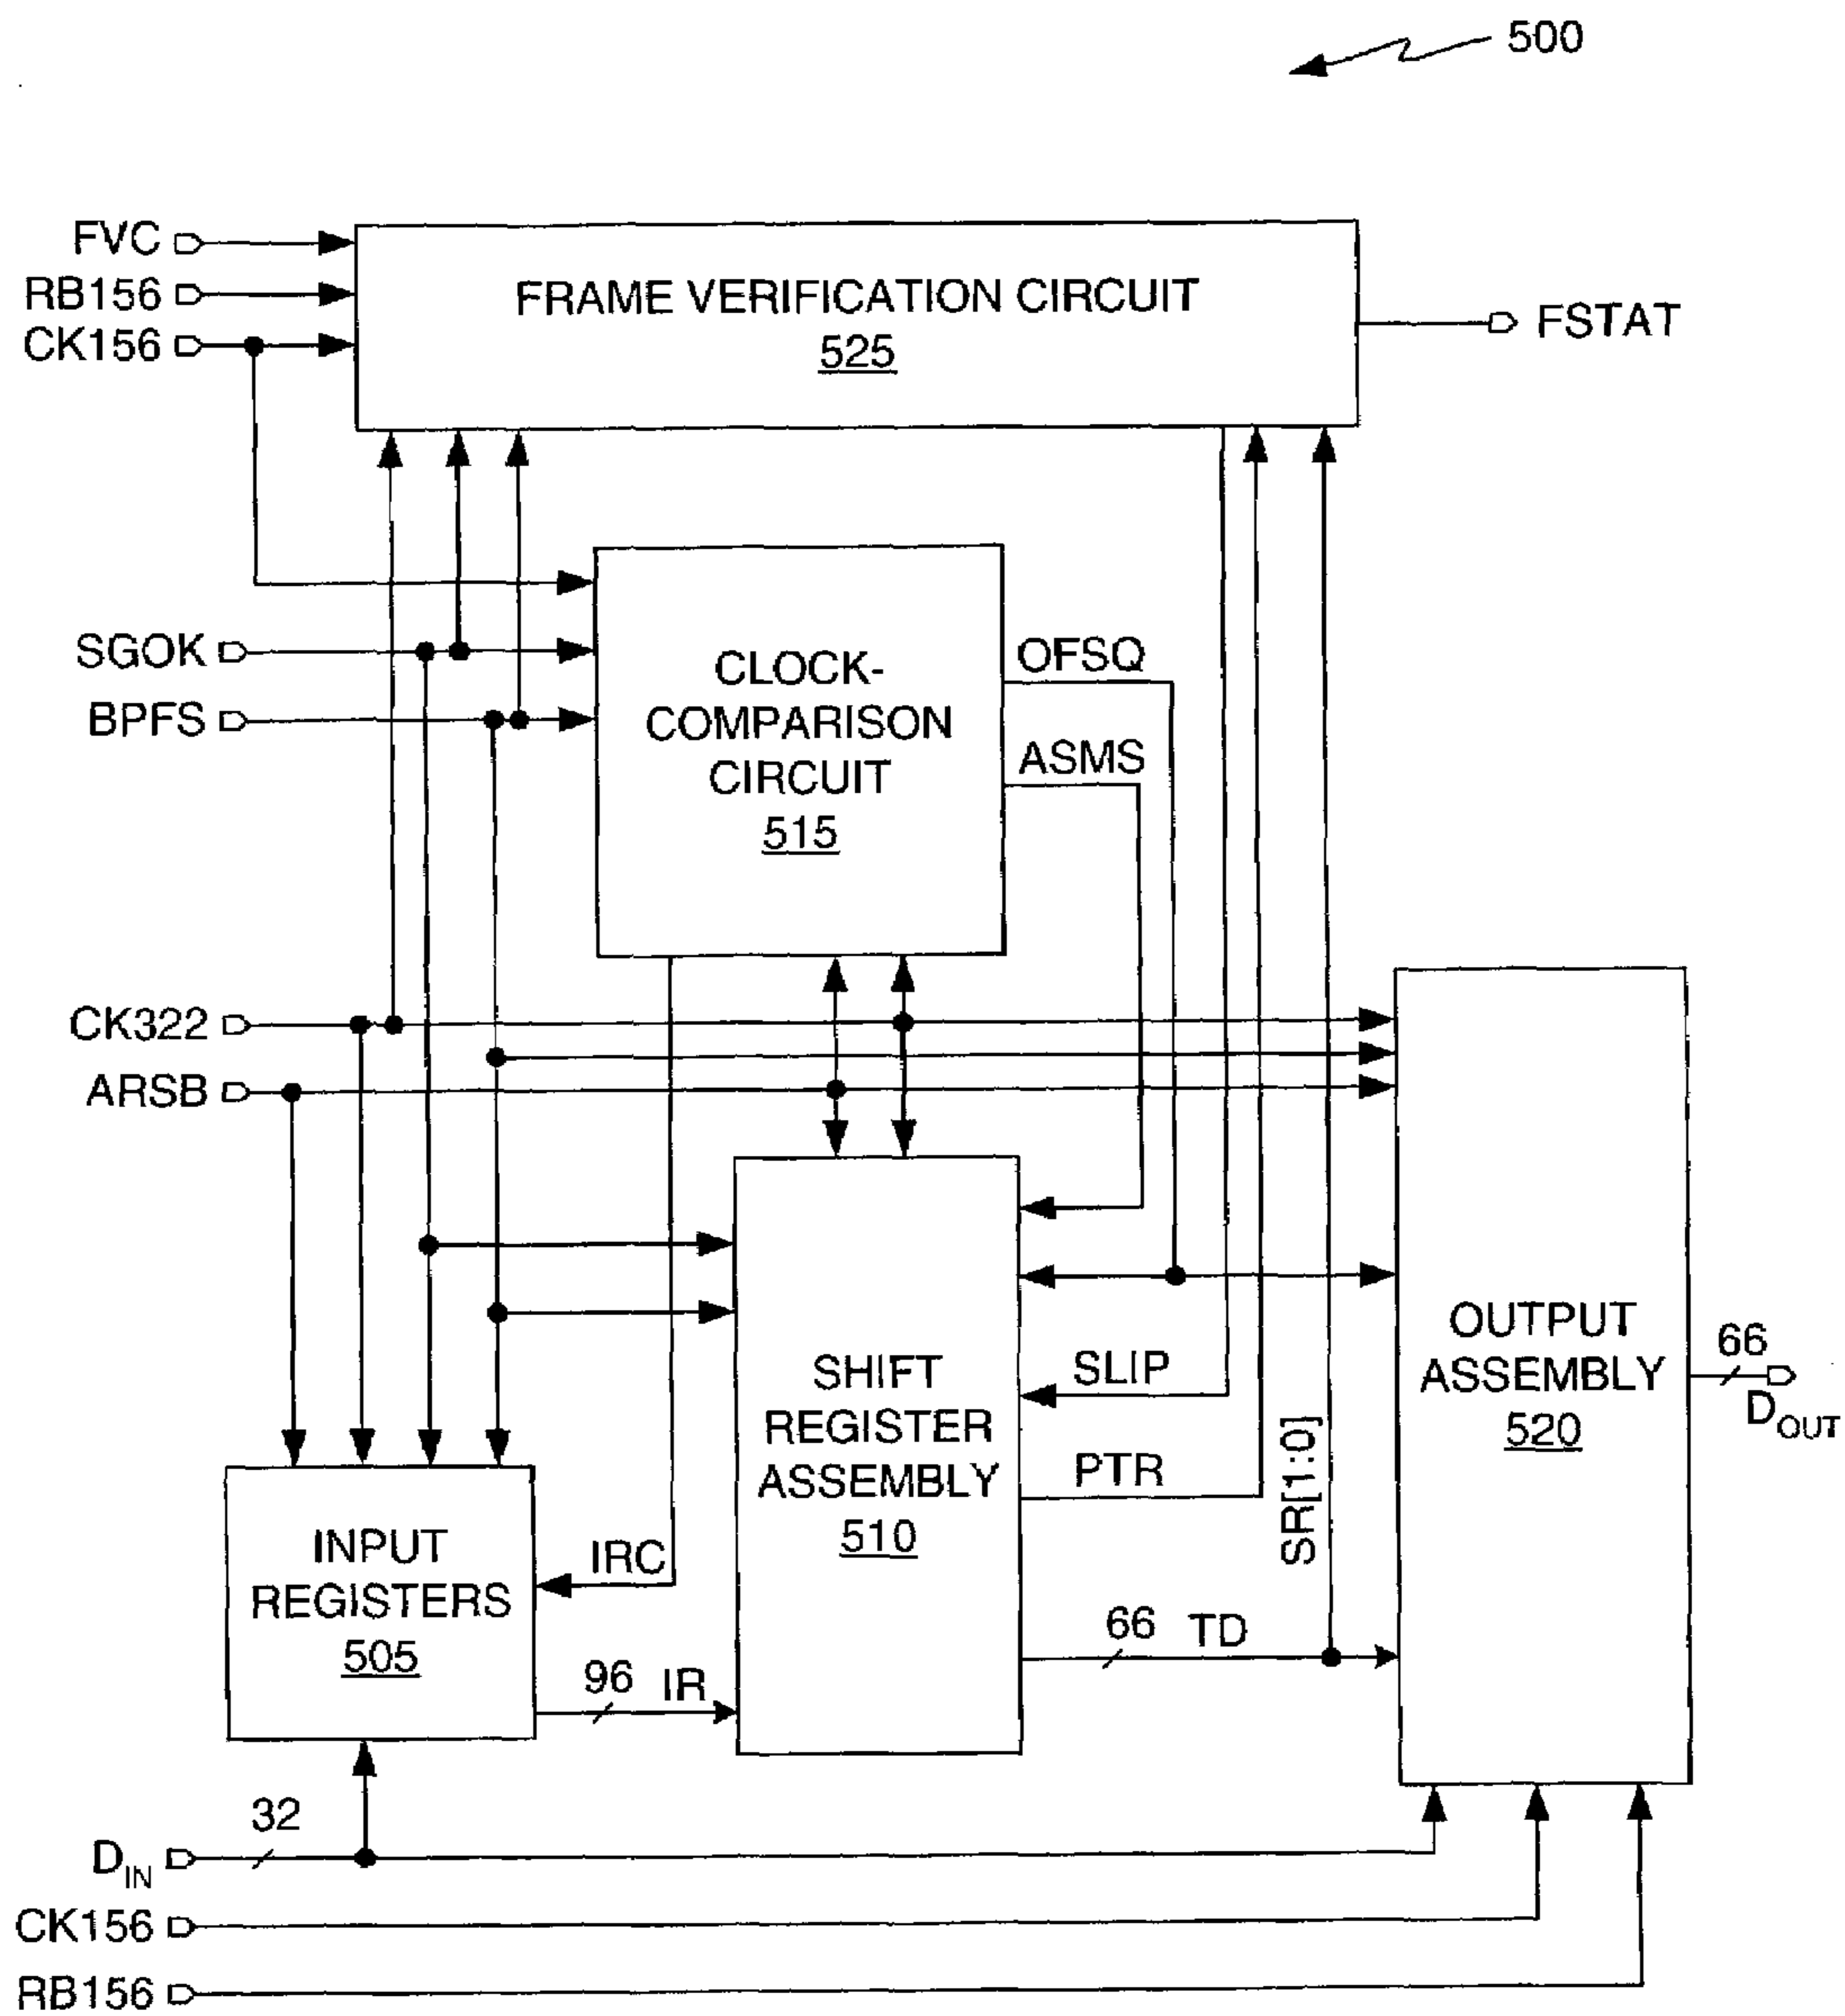 500
FVC
RB156
CK156
FRAME VERIFICATION CIRCUIT
525
FSTAT
SGOK
BPFS
CLOCK-
COMPARISON
CIRCUIT
515
OFSQ
ASMS
CK322
ARSB
SHIFT
REGISTER
ASSEMBLY
510
SLIP
PTR
SR[1:0]
OUTPUT
ASSEMBLY
520
66
DOUT
INPUT
REGISTERS
505
IRC
96 IR
66 TD
32
DIN
CK156
RB156